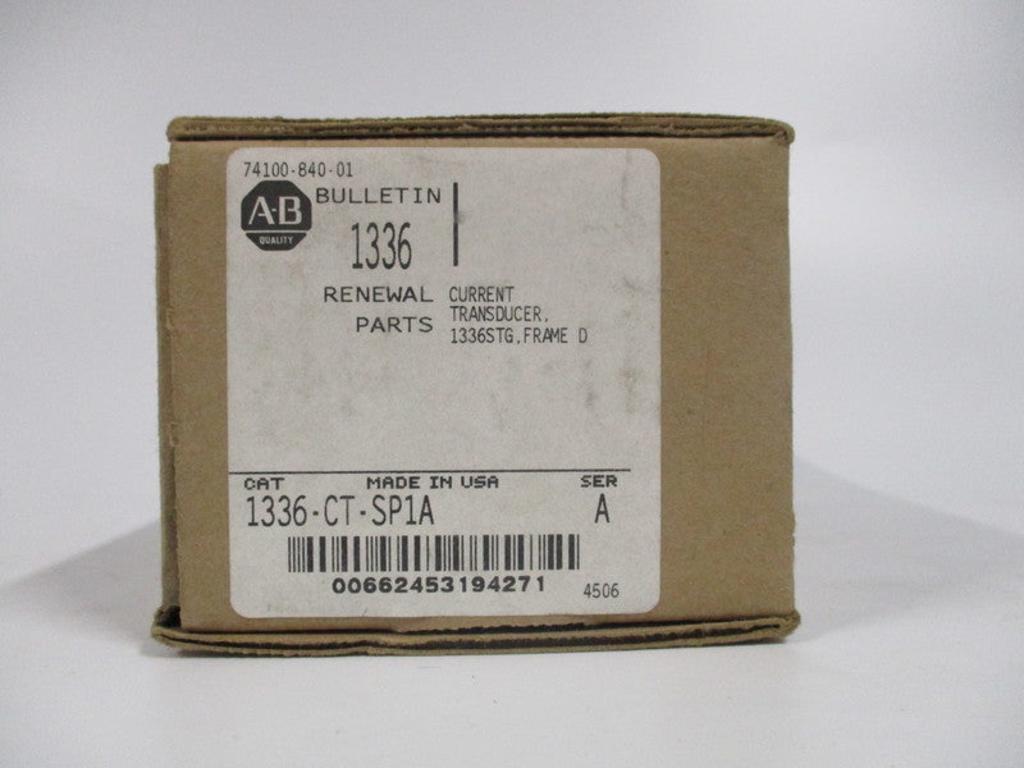 74100-840-01
A-B
QUALITY
BULLETIN
1336
RENEWAL
PARTS
CURRENT
TRANSDUCER,
1336STG,FRAME D
CAT MADE IN USA SER
1336-CT-SP1A A
00662453194271
4506